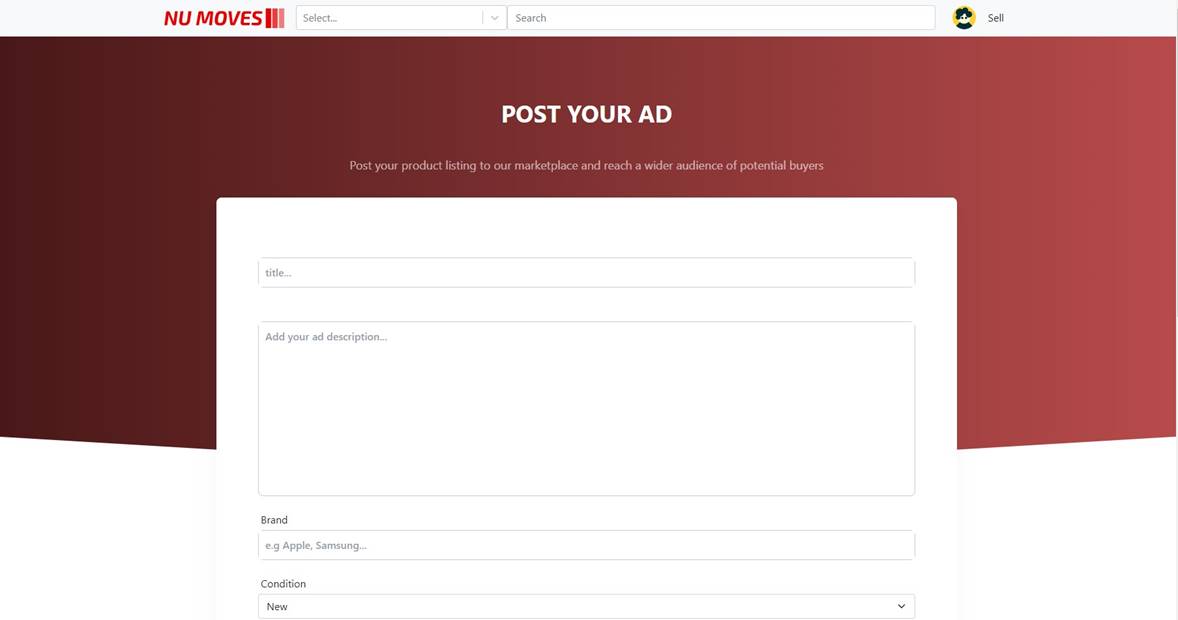 NU MOVES
Select...
Search
Sell
POST YOUR AD
Post your product listing to our marketplace and reach a wider audience of potential buyers
title...
Add your ad description...
Brand
e.g Apple, Samsung...
Condition
New